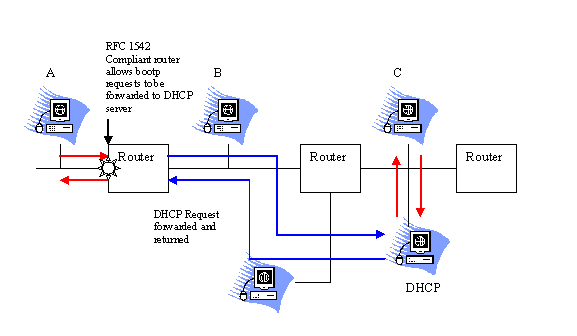 RFC 1542
Compliant router
allows bootp
requests to be
forwarded to DHCP
server
A
B
C
Router
Router
Router
DHCP Request
forwarded and
returned
DHCP